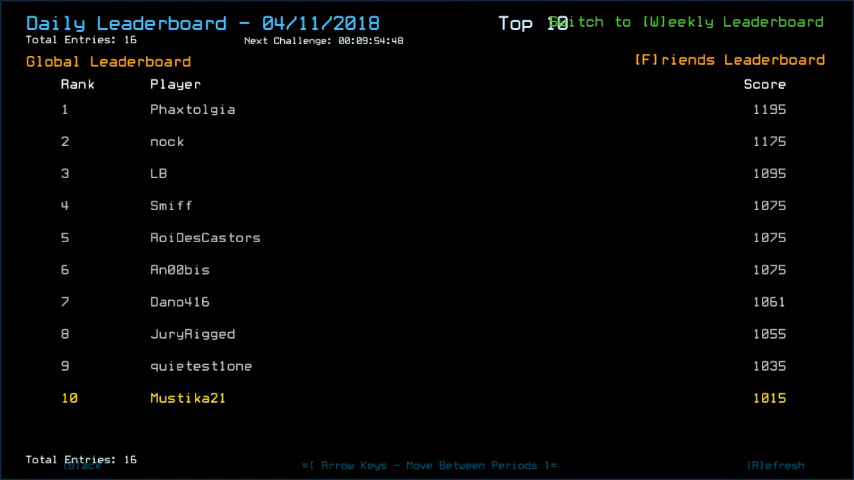 Daily Leaderboard - 04/11/2018 Top 10 Switch to [W]eekly Leaderboard
Total Entries: 16 Next Challenge: 00:09:54:48
Global Leaderboard [F]riends Leaderboard
Rank Player Score
1 Phaxtolgia 1195
2 nock 1175
3 LB 1095
4 Smiff 1075
5 RoiDesCastors 1075
6 An00bis 1075
7 Dano416 1061
8 JuryRigged 1055
9 quietest1one 1035
10 Mustika21 1015
Total Entries: 16
[B]ack =[ Arrow Keys - Move Between Periods ]= [R]efresh